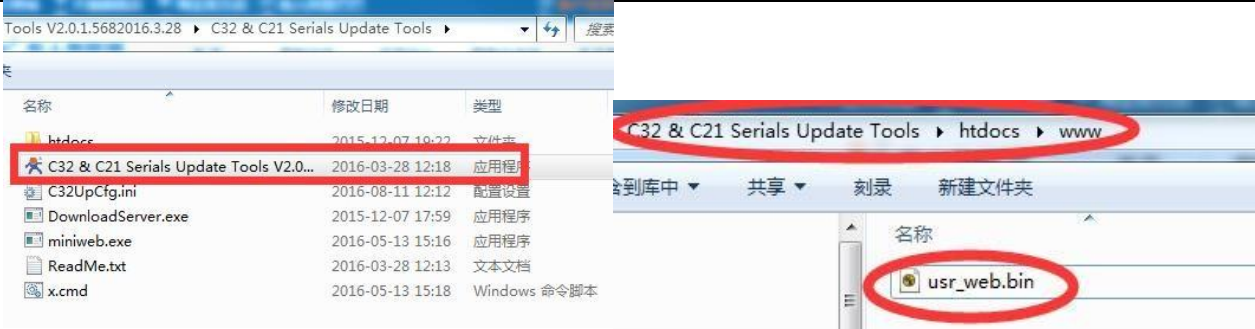 Tools V2.0.1.5682016.3.28 ▸ C32 & C21 Serials Update Tools ▸ 搜索
夹
名称 修改日期 类型
htdocs 2015-12-07 19:22 文件夹
C32 & C21 Serials Update Tools V2.0... 2016-03-28 12:18 应用程序
C32UpCfg.ini 2016-08-11 12:12 配置设置
DownloadServer.exe 2015-12-07 17:59 应用程序
miniweb.exe 2016-05-13 15:16 应用程序
ReadMe.txt 2016-03-28 12:13 文本文档
x.cmd 2016-05-13 15:18 Windows 命令脚本
C32 & C21 Serials Update Tools ▸ htdocs ▸ www
含到库中 共享 刻录 新建文件夹
名称
usr_web.bin